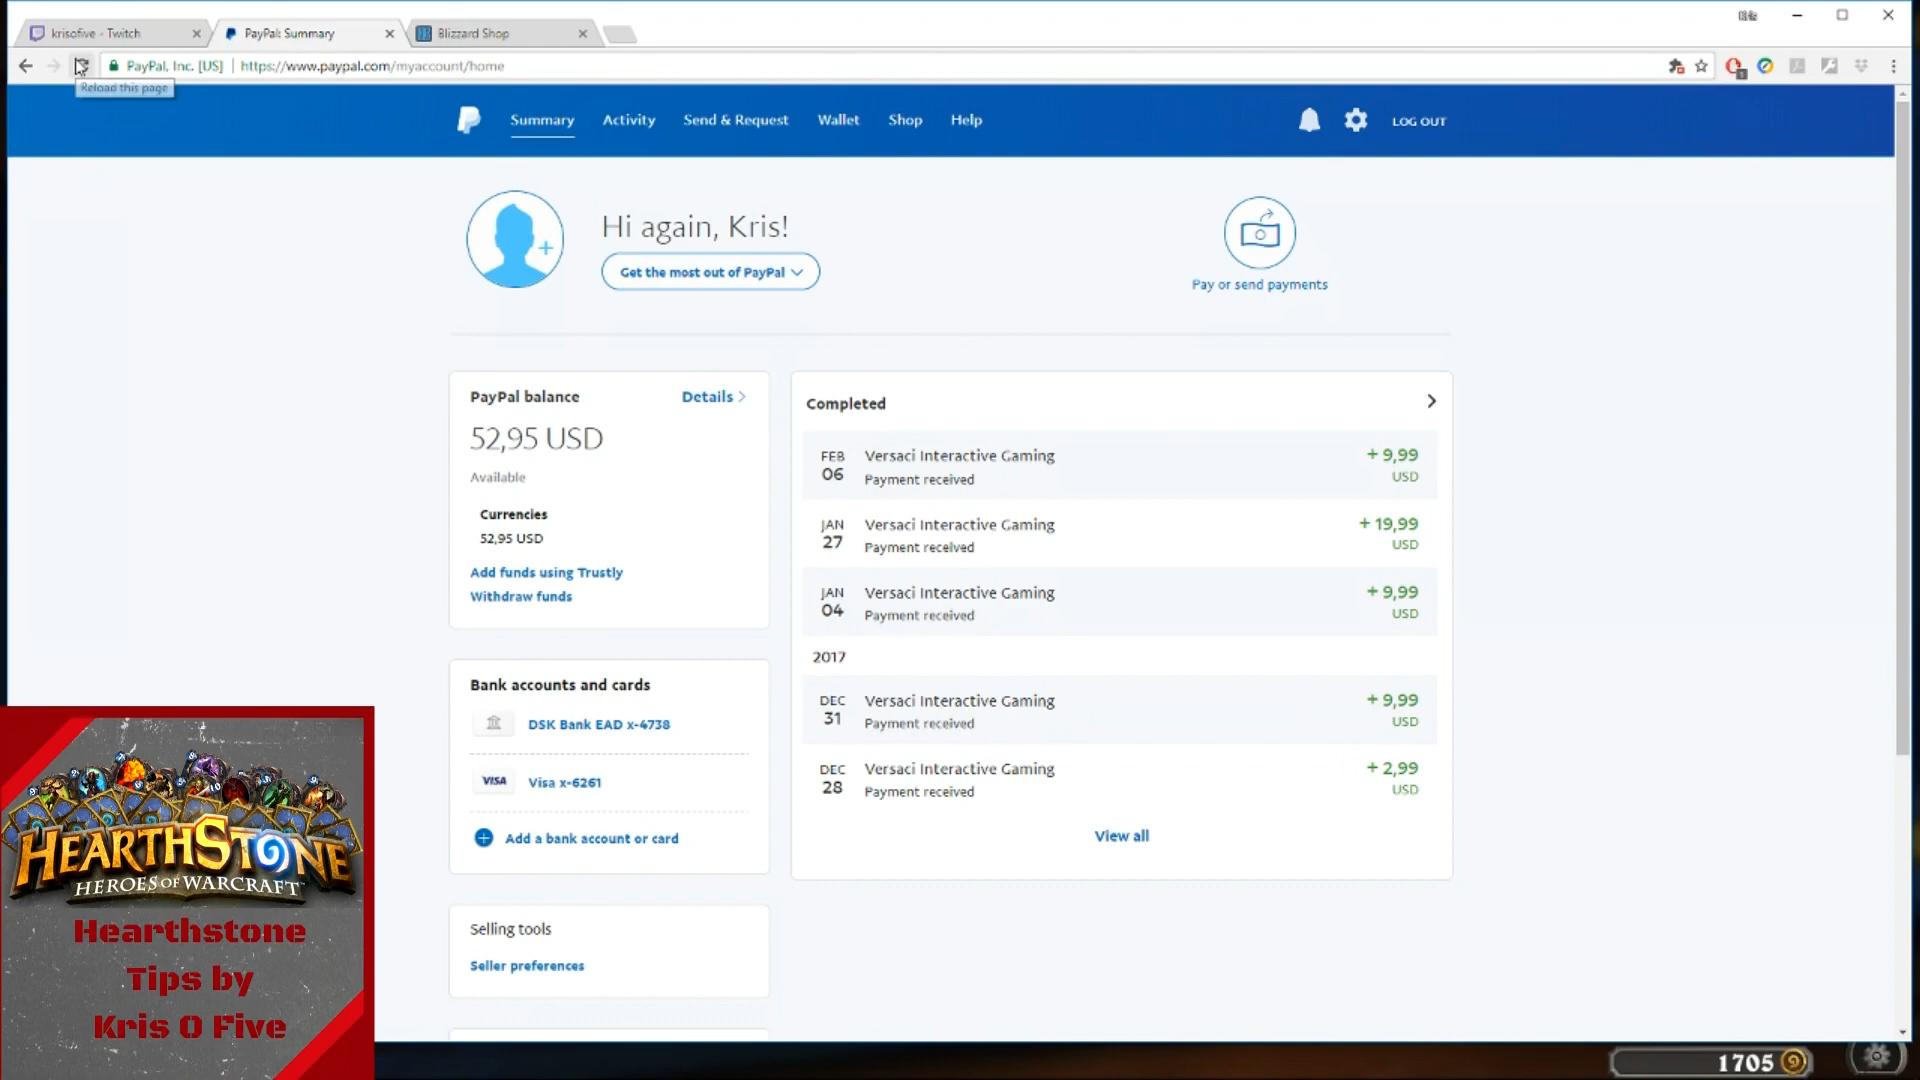 krisofive - Twitch
PayPal: Summary
Blizzard Shop
PayPal, Inc. [US] | https://www.paypal.com/myaccount/home
Reload this page
Summary Activity Send & Request Wallet Shop Help LOG OUT
Hi again, Kris!
Get the most out of PayPal
Pay or send payments
PayPal balance Details
52,95 USD
Available
Currencies
52,95 USD
Add funds using Trustly
Withdraw funds
Bank accounts and cards
DSK Bank EAD x-4738
VISA Visa x-6261
Add a bank account or card
Selling tools
Seller preferences
Completed
FEB 06 Versaci Interactive Gaming + 9,99
Payment received USD
JAN 27 Versaci Interactive Gaming + 19,99
Payment received USD
JAN 04 Versaci Interactive Gaming + 9,99
Payment received USD
2017
DEC 31 Versaci Interactive Gaming + 9,99
Payment received USD
DEC 28 Versaci Interactive Gaming + 2,99
Payment received USD
View all
HEARTHSTONE
HEROES OF WARCRAFT
Hearthstone
Tips by
Kris O Five
1705